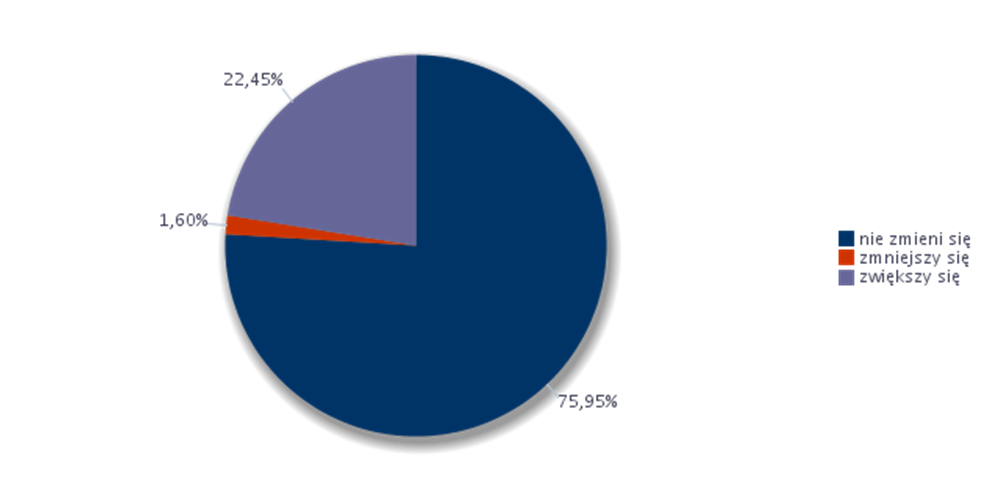 22,45%
1,60%
nie zmieni się
zmniejszy się
zwiększy się
75,95%